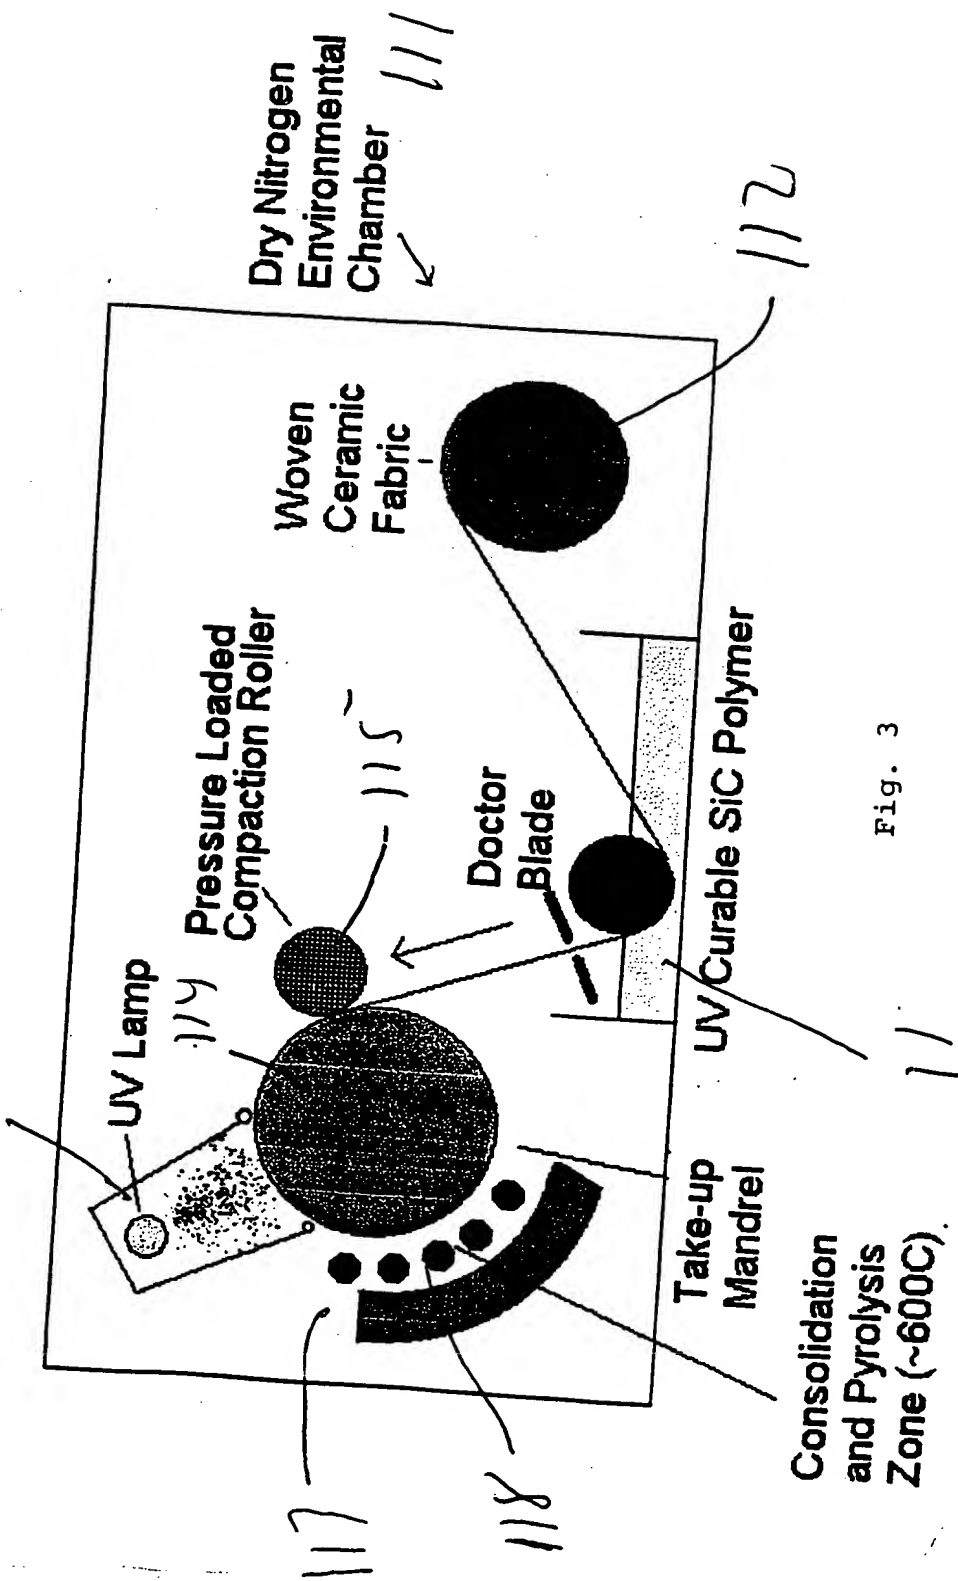 Dry Nitrogen
Environmental
Chamber
111
Woven
Ceramic
Fabric
112
Pressure Loaded
Compaction Roller
115
UV Lamp
114
Doctor
Blade
UV Curable SiC Polymer
11
Take-up
Mandrel
Consolidation
and Pyrolysis
Zone (~600C)
117
118
Fig. 3